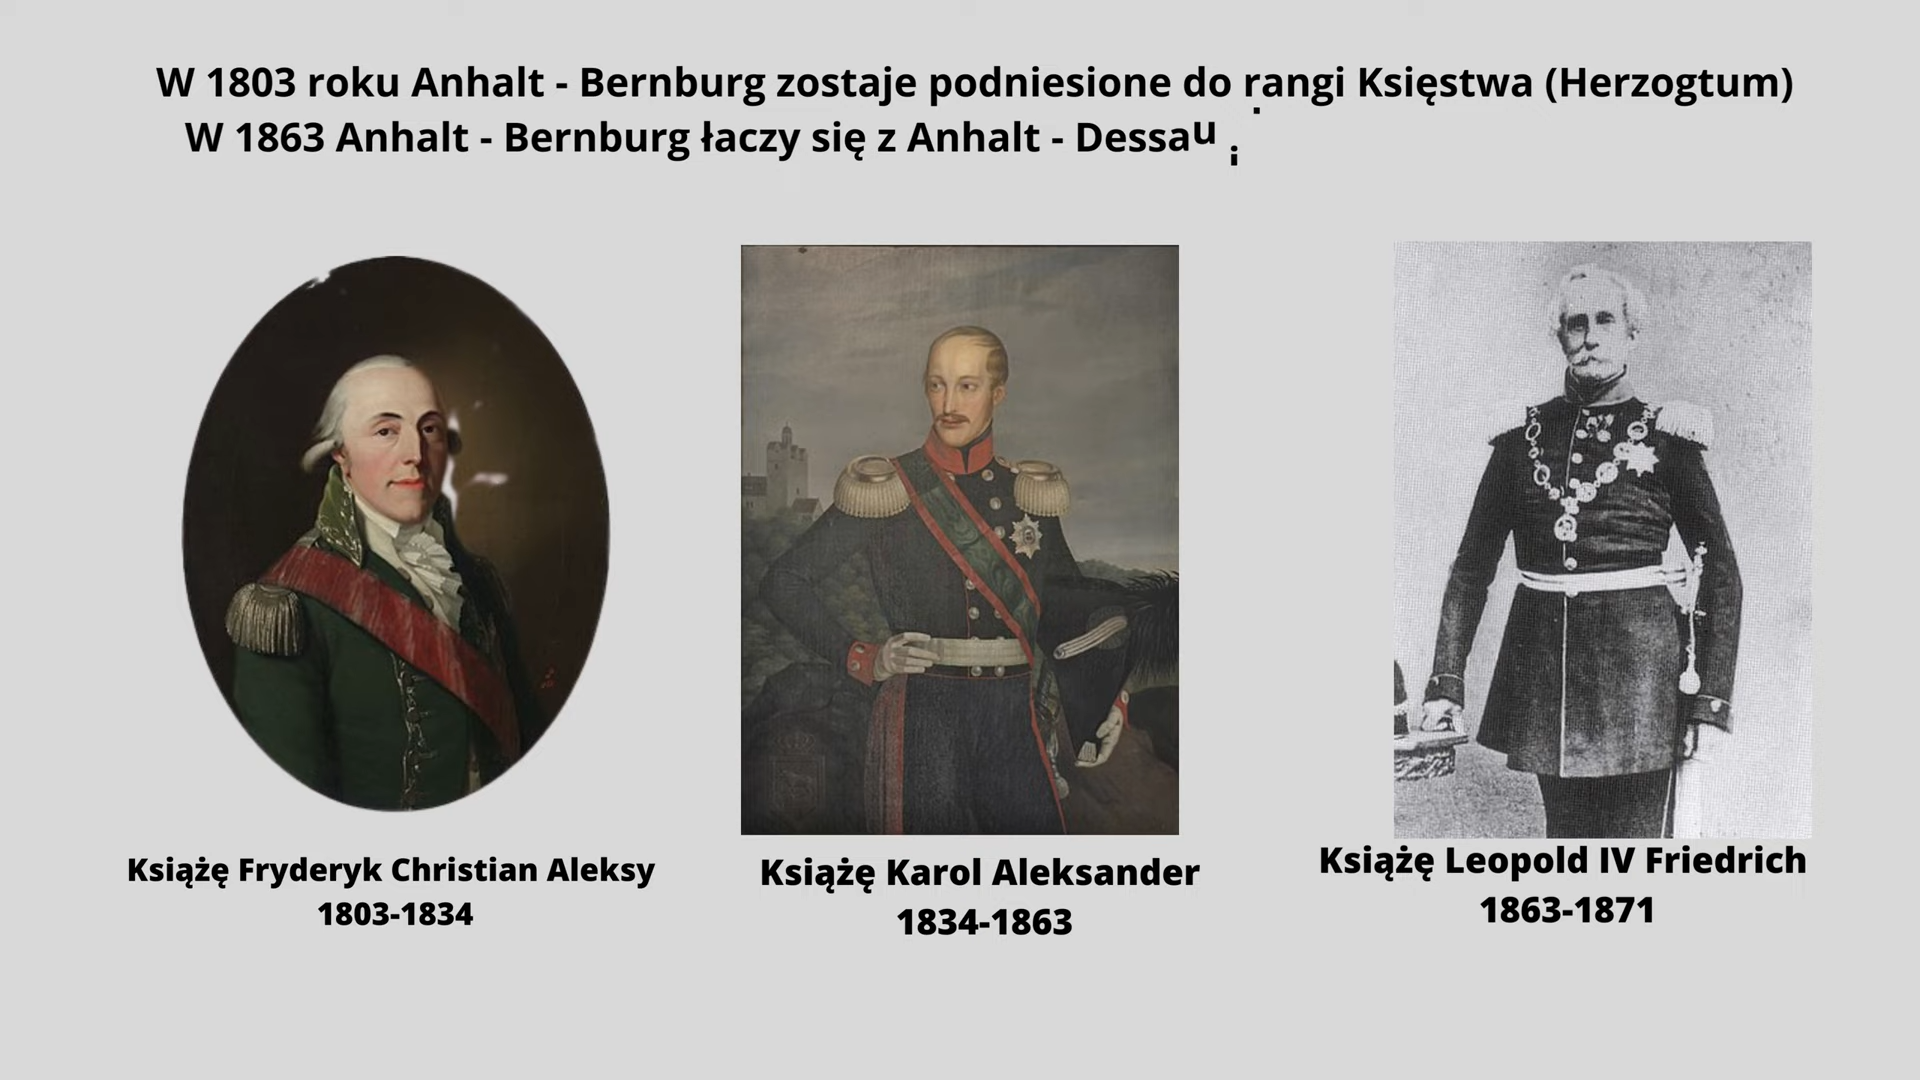 W 1803 roku Anhalt - Bernburg zostaje podniesione do rangi Księstwa (Herzogtum)
W 1863 Anhalt - Bernburg łaczy się z Anhalt - Dessau i
Książę Fryderyk Christian Aleksy
1803-1834
Książę Karol Aleksander
1834-1863
Książę Leopold IV Friedrich
1863-1871